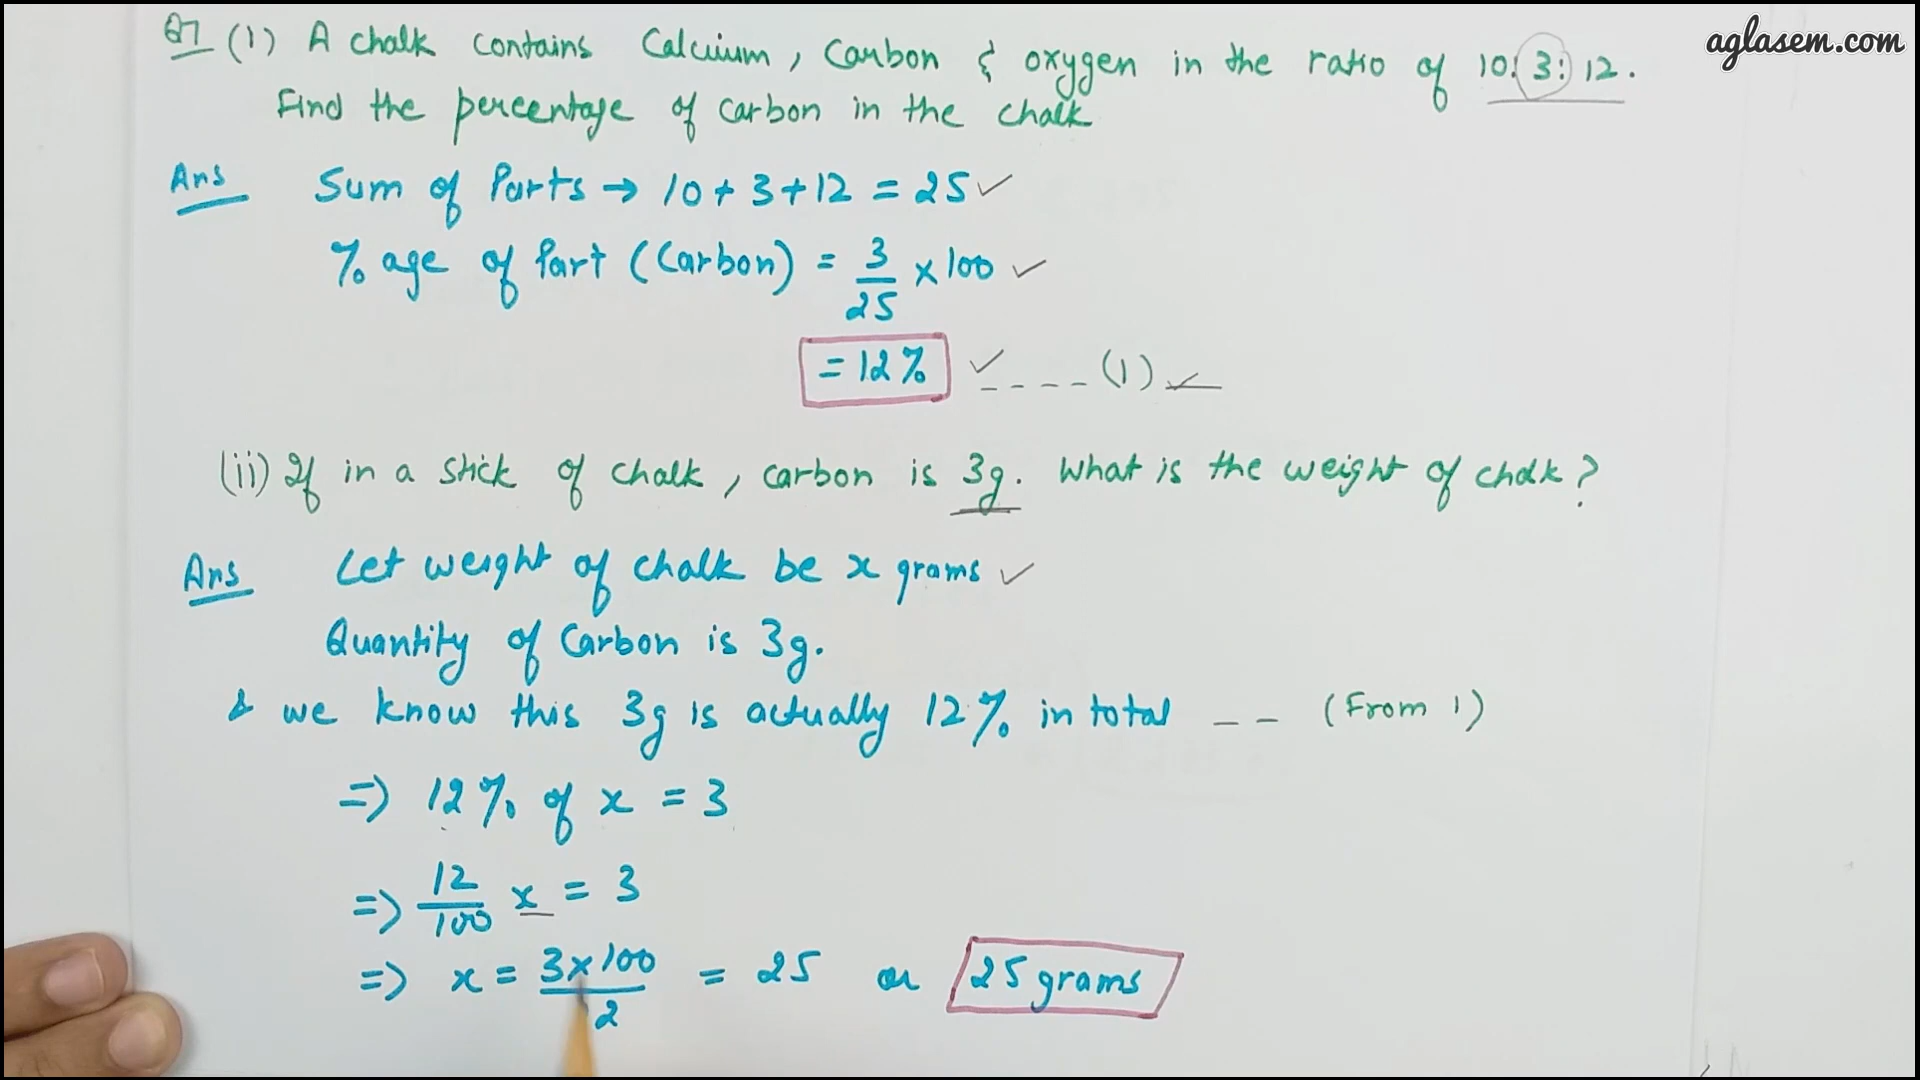 aglasem.com
Q7 (1) A chalk contains Calcium, Carbon & oxygen in the ratio of 10:3:12.
Find the percentage of carbon in the chalk
Ans Sum of Parts → 10 + 3 + 12 = 25 ✓
% age of Part (Carbon) = 3/25 × 100 ✓
= 12% ✓ ---- (1) ✓
(ii) If in a stick of chalk, carbon is 3g. What is the weight of chalk?
Ans Let weight of chalk be x grams ✓
Quantity of Carbon is 3g.
& we know this 3g is actually 12% in total -- (From 1)
=> 12% of x = 3
=> 12/100 x = 3
=> x = 3×100/2 = 25 or 25 grams